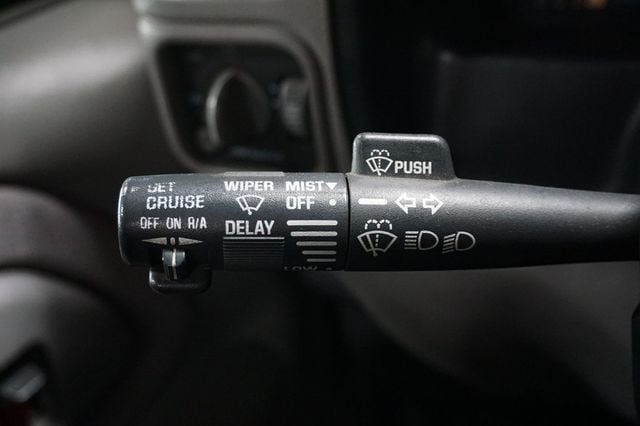 PUSH
SET
CRUISE
OFF ON R/A
WIPER
DELAY
MIST
OFF
LOW